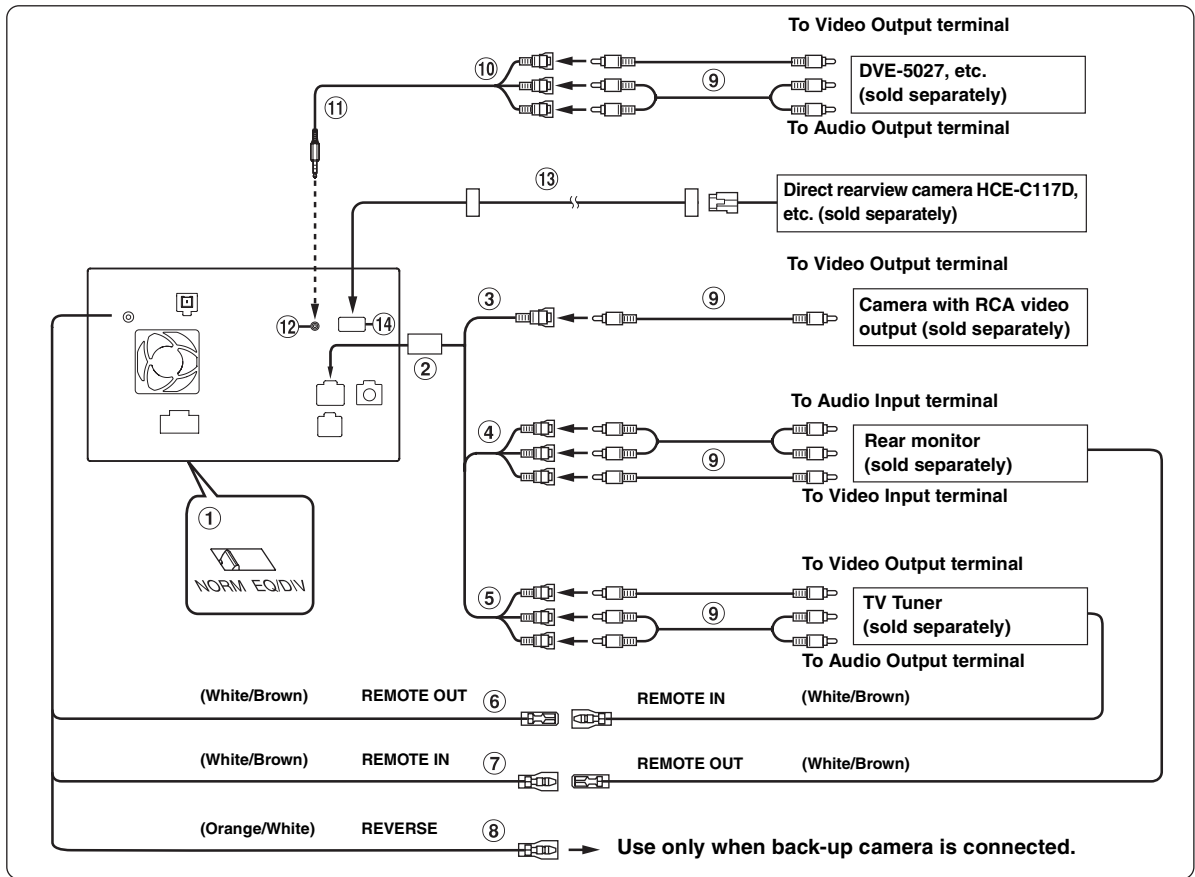 To Video Output terminal
⑩
⑨
DVE-5027, etc.
(sold separately)
⑪
To Audio Output terminal
⑬
Direct rearview camera HCE-C117D,
etc. (sold separately)
To Video Output terminal
③
⑨
Camera with RCA video
output (sold separately)
⑫
⑭
②
To Audio Input terminal
④
⑨
Rear monitor
(sold separately)
To Video Input terminal
①
NORM EQ/DIV
To Video Output terminal
⑤
⑨
TV Tuner
(sold separately)
To Audio Output terminal
(White/Brown) REMOTE OUT ⑥ REMOTE IN (White/Brown)
(White/Brown) REMOTE IN ⑦ REMOTE OUT (White/Brown)
(Orange/White) REVERSE ⑧
Use only when back-up camera is connected.